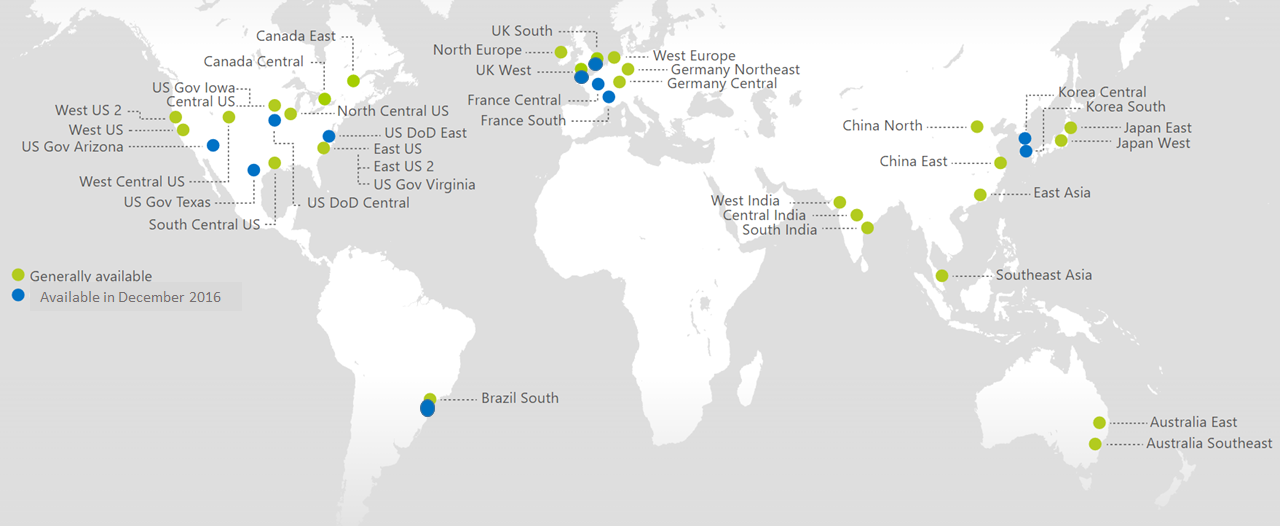 Canada East
Canada Central
US Gov Iowa
Central US
West US 2
West US
US Gov Arizona
West Central US
US Gov Texas
South Central US
North Central US
US DoD East
East US
East US 2
US Gov Virginia
US DoD Central
Generally available
Available in December 2016
Brazil South
UK South
North Europe
UK West
France Central
France South
West Europe
Germany Northeast
Germany Central
Korea Central
Korea South
China North
Japan East
Japan West
China East
East Asia
West India
Central India
South India
Southeast Asia
Australia East
Australia Southeast